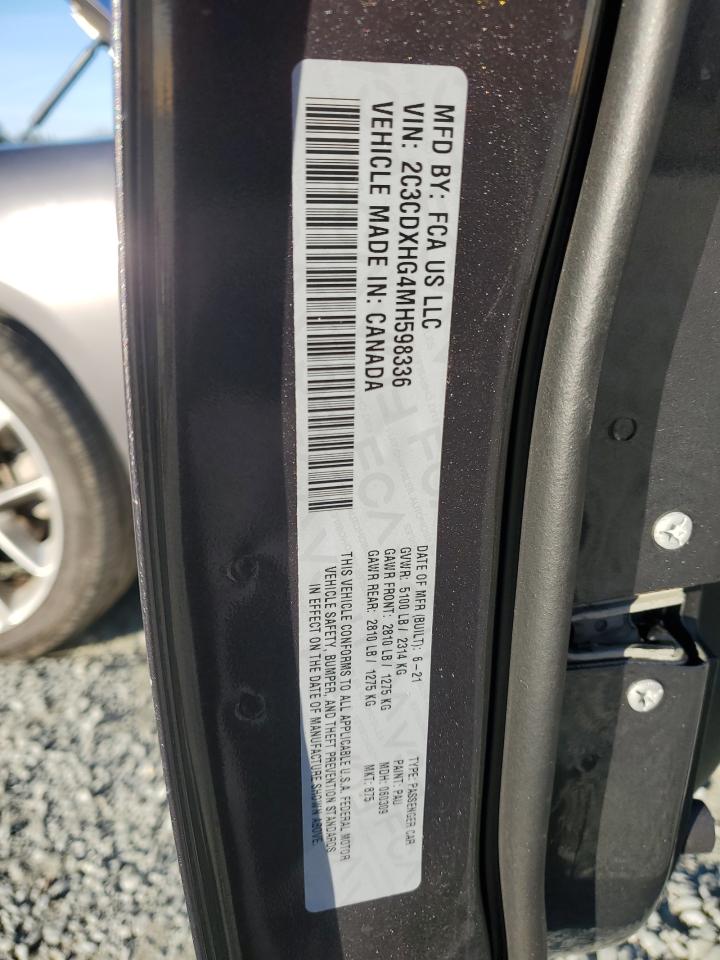 MFD BY: FCA US LLC
VIN: 2C3CDXHG4MH598336
VEHICLE MADE IN: CANADA
DATE OF MFR (BUILT): 6-21
GVWR: 5100 LB / 2314 KG
GAWR FRONT: 2810 LB / 1275 KG
GAWR REAR: 2810 LB / 1275 KG
TYPE: PASSENGER CAR
PAINT: PAU
MDH: 060309
MKT: 875
THIS VEHICLE CONFORMS TO ALL APPLICABLE U.S.A. FEDERAL MOTOR
VEHICLE SAFETY, BUMPER, AND THEFT PREVENTION STANDARDS
IN EFFECT ON THE DATE OF MANUFACTURE SHOWN ABOVE.